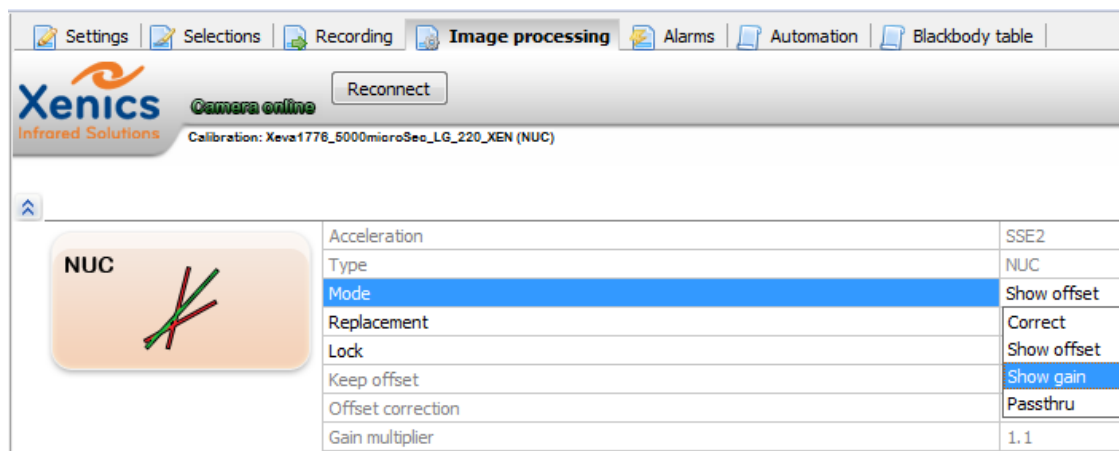 Settings Selections Recording Image processing Alarms Automation Blackbody table
Xenics
Infrared Solutions
Camera online
Reconnect
Calibration: Xeva1776_5000microSec_LG_220_XEN (NUC)
NUC
Acceleration SSE2
Type NUC
Mode Show offset
Replacement Correct
Lock Show offset
Keep offset Show gain
Offset correction Passthru
Gain multiplier 1.1